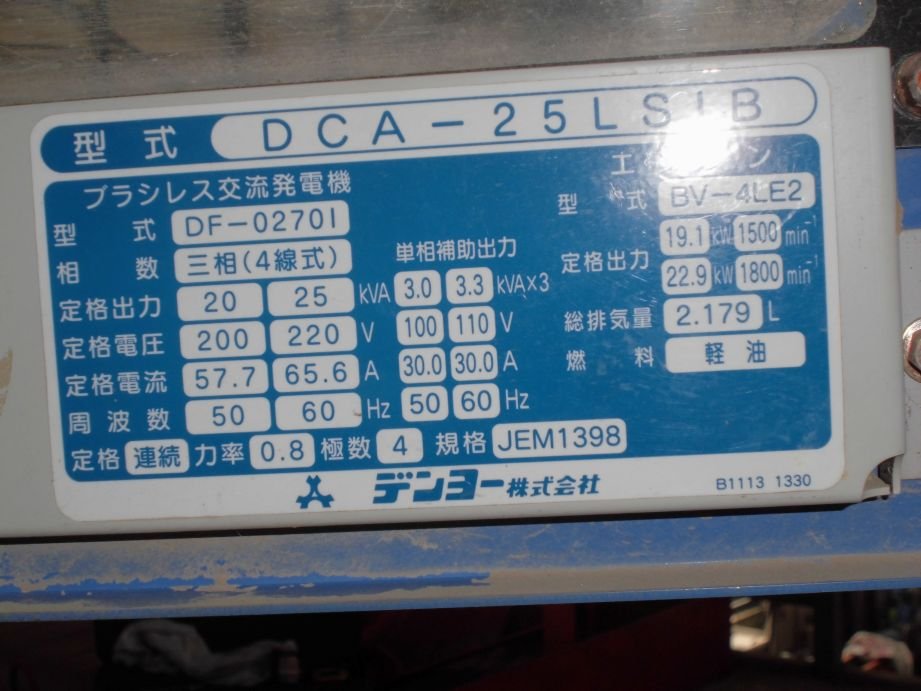 型式 DCA-25LSIB
ブラシレス交流発電機
型式 DF-0270I
相数 三相(4線式)
定格出力 20 25 kVA
定格電圧 200 220 V
定格電流 57.7 65.6 A
周波数 50 60 Hz
単相補助出力
3.0 3.3 kVA×3
100 110 V
30.0 30.0 A
50 60 Hz
エンジン
型式 BV-4LE2
定格出力 19.1 kW 1500 min⁻¹
22.9 kW 1800 min⁻¹
総排気量 2.179 L
燃料 軽油
定格 連続 力率 0.8 極数 4 規格 JEM1398
デンヨー株式会社
B1113 1330